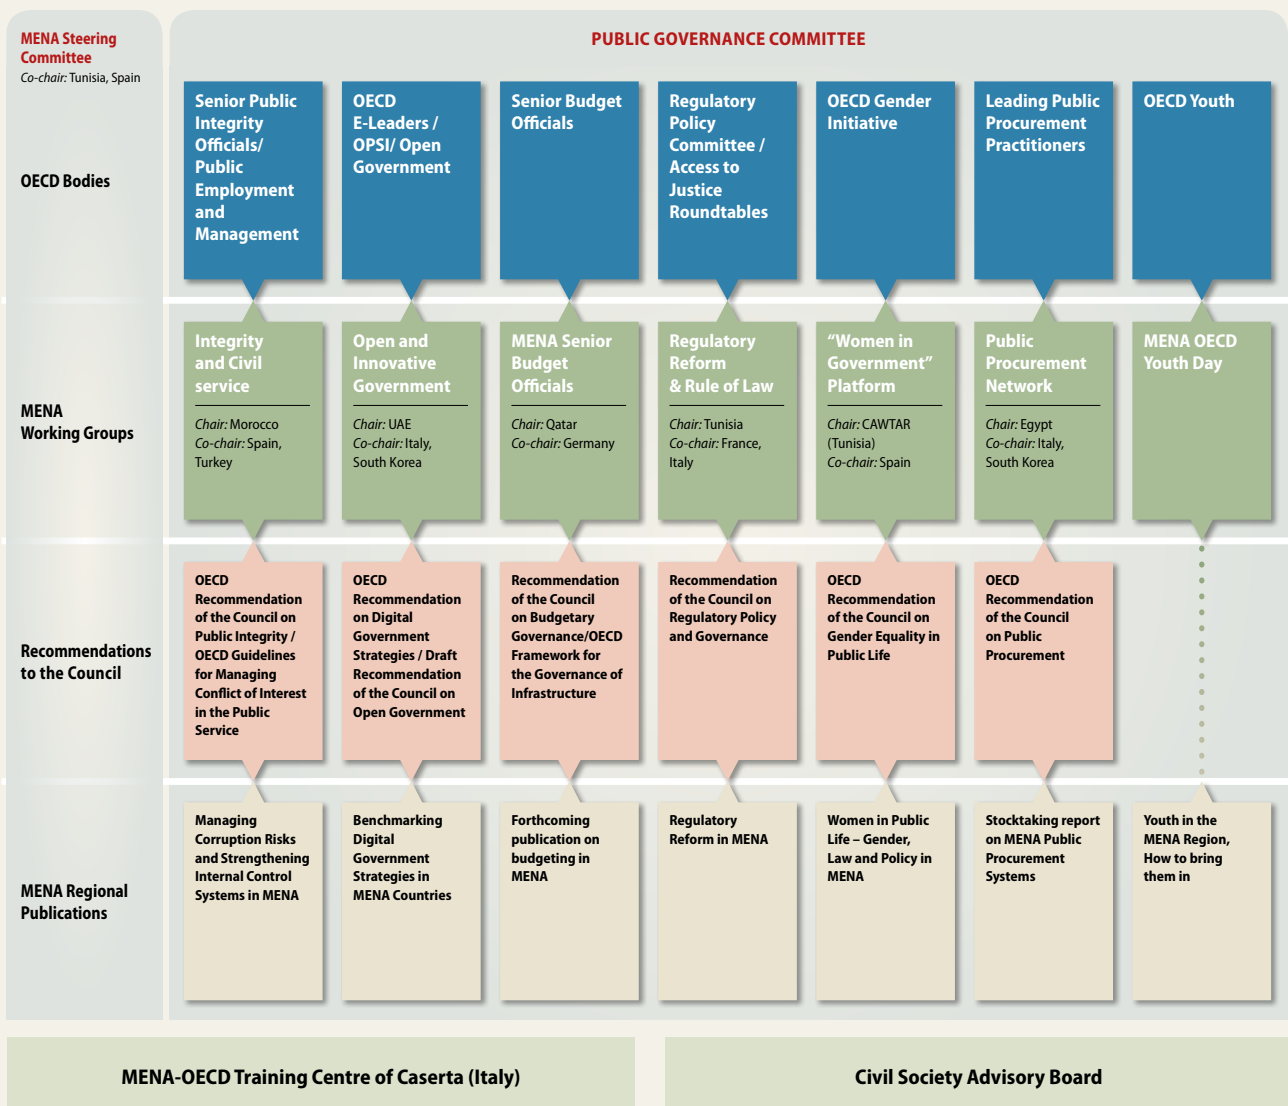 MENA Steering
Committee
Co-chair: Tunisia, Spain
PUBLIC GOVERNANCE COMMITTEE
OECD Bodies
Senior Public
Integrity
Officials/
Public
Employment
and
Management
OECD
E-Leaders /
OPSI/ Open
Government
Senior Budget
Officials
Regulatory
Policy
Committee /
Access to
Justice
Roundtables
OECD Gender
Initiative
Leading Public
Procurement
Practitioners
OECD Youth
MENA
Working Groups
Integrity
and Civil
service
Chair: Morocco
Co-chair: Spain,
Turkey
Open and
Innovative
Government
Chair: UAE
Co-chair: Italy,
South Korea
MENA Senior
Budget
Officials
Chair: Qatar
Co-chair: Germany
Regulatory
Reform
& Rule of Law
Chair: Tunisia
Co-chair: France,
Italy
“Women in
Government”
Platform
Chair: CAWTAR
(Tunisia)
Co-chair: Spain
Public
Procurement
Network
Chair: Egypt
Co-chair: Italy,
South Korea
MENA OECD
Youth Day
Recommendations
to the Council
OECD
Recommendation
of the Council on
Public Integrity /
OECD Guidelines
for Managing
Conflict of Interest
in the Public
Service
OECD
Recommendation
on Digital
Government
Strategies / Draft
Recommendation
of the Council on
Open Government
Recommendation
of the Council
on Budgetary
Governance/OECD
Framework for
the Governance of
Infrastructure
Recommendation
of the Council on
Regulatory Policy
and Governance
OECD
Recommendation
of the Council on
Gender Equality in
Public Life
OECD
Recommendation
of the Council
on Public
Procurement
MENA Regional
Publications
Managing
Corruption Risks
and Strengthening
Internal Control
Systems in MENA
Benchmarking
Digital
Government
Strategies in
MENA Countries
Forthcoming
publication on
budgeting in
MENA
Regulatory
Reform in MENA
Women in Public
Life – Gender,
Law and Policy in
MENA
Stocktaking report
on MENA Public
Procurement
Systems
Youth in the
MENA Region,
How to bring
them in
MENA-OECD Training Centre of Caserta (Italy)
Civil Society Advisory Board